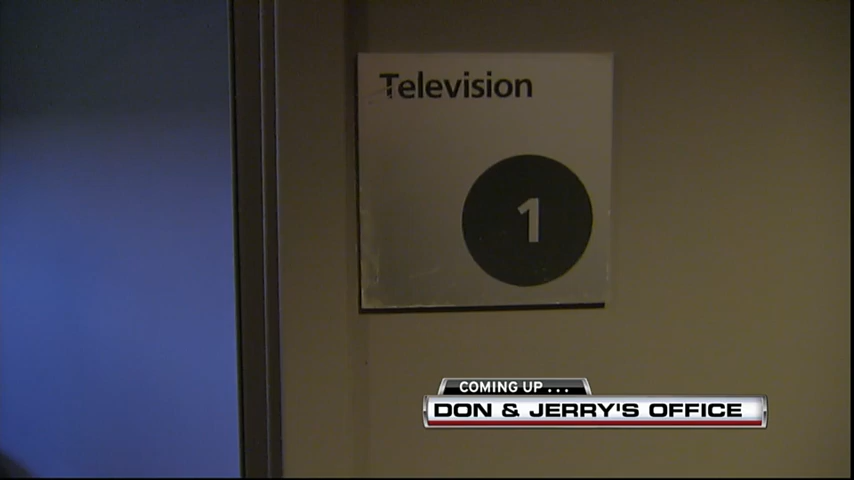 Television
1
COMING UP . . .
DON & JERRY'S OFFICE